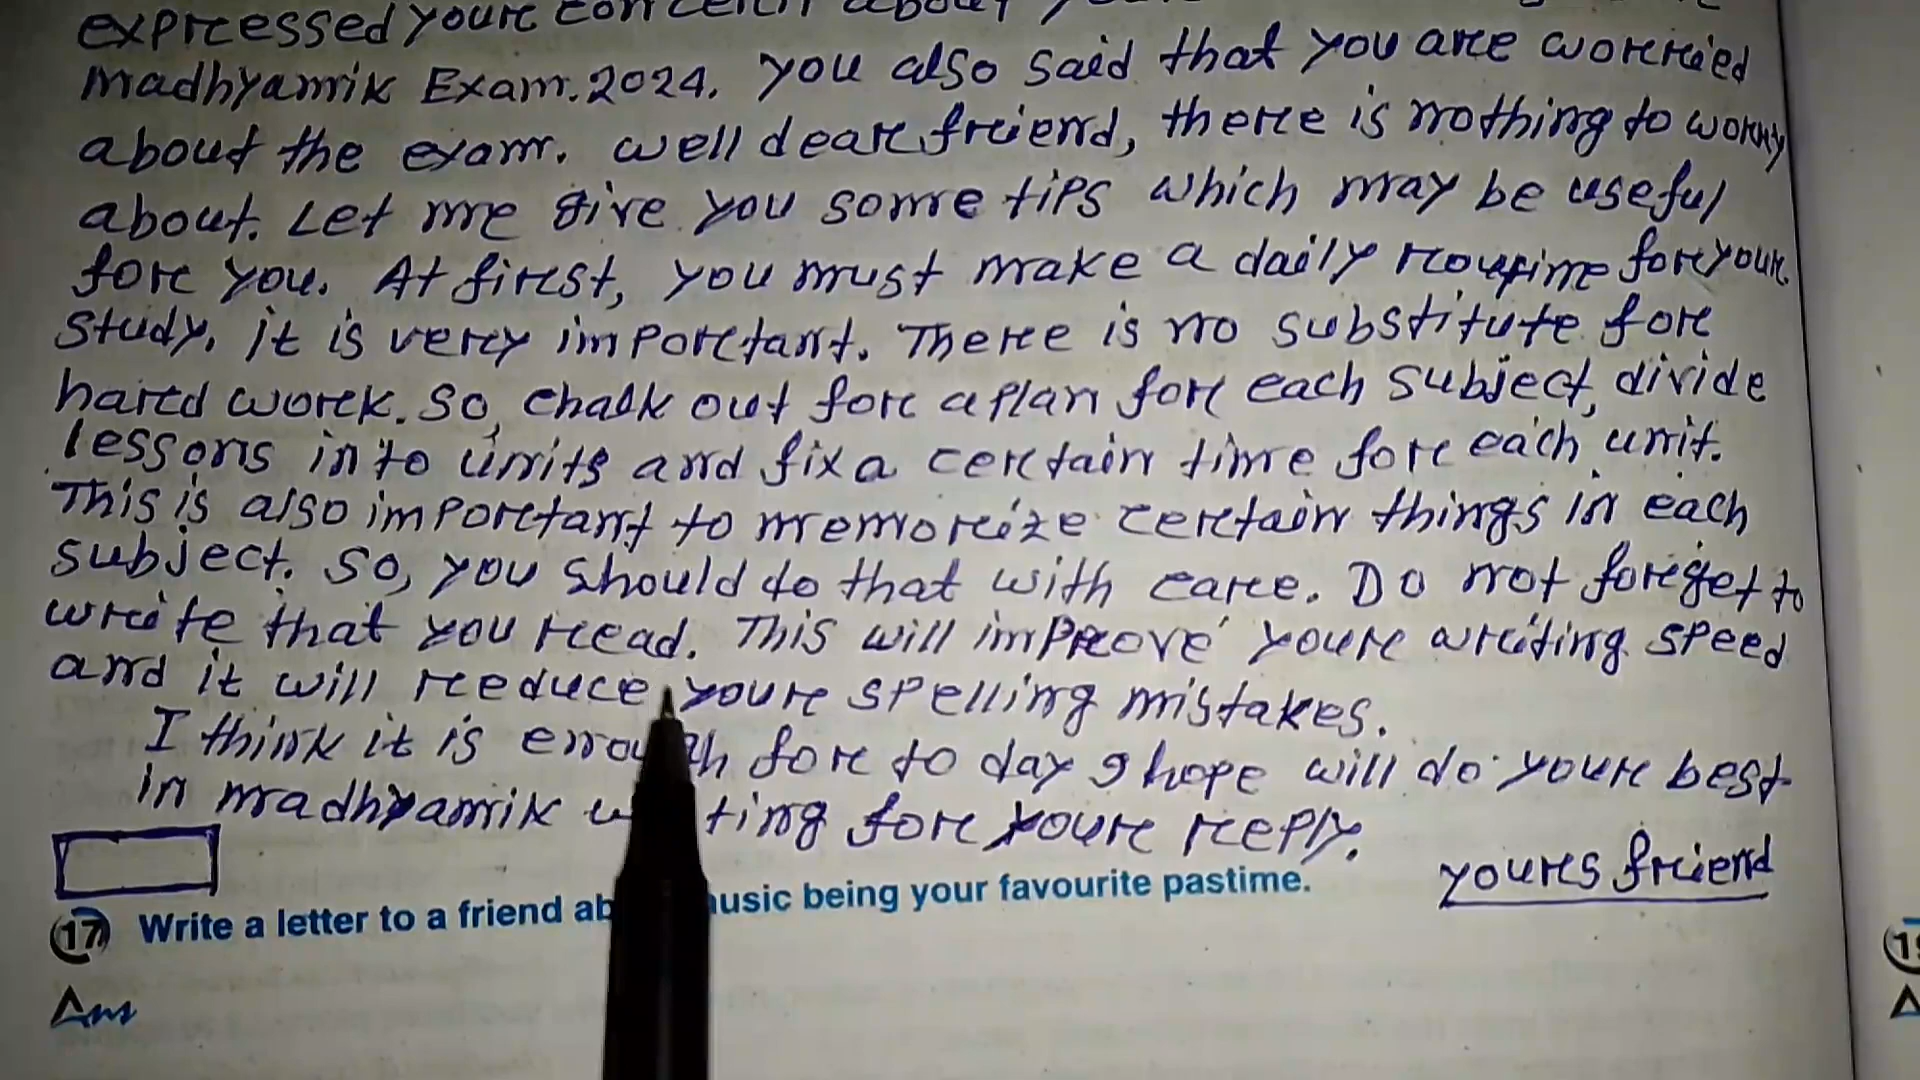 expressed your concern about your
Madhyamik Exam. 2024. You also said that you are worried
about the exam. well dear friend, there is nothing to worry
about. Let me give you some tips which may be useful
for you. At first, you must make a daily routine for your
study. it is very important. There is no substitute for
hard work. So, chalk out for a plan for each subject, divide
lessons in to units and fix a certain time for each unit.
This is also important to memorize certain things in each
subject. So, you should do that with care. Do not forget to
write that you read. This will improve your writing speed
and it will reduce your spelling mistakes.
I think it is enough for to day I hope will do your best
in madhyamik ting for your reply.
yours friend
17 Write a letter to a friend ab usic being your favourite pastime.
Ans